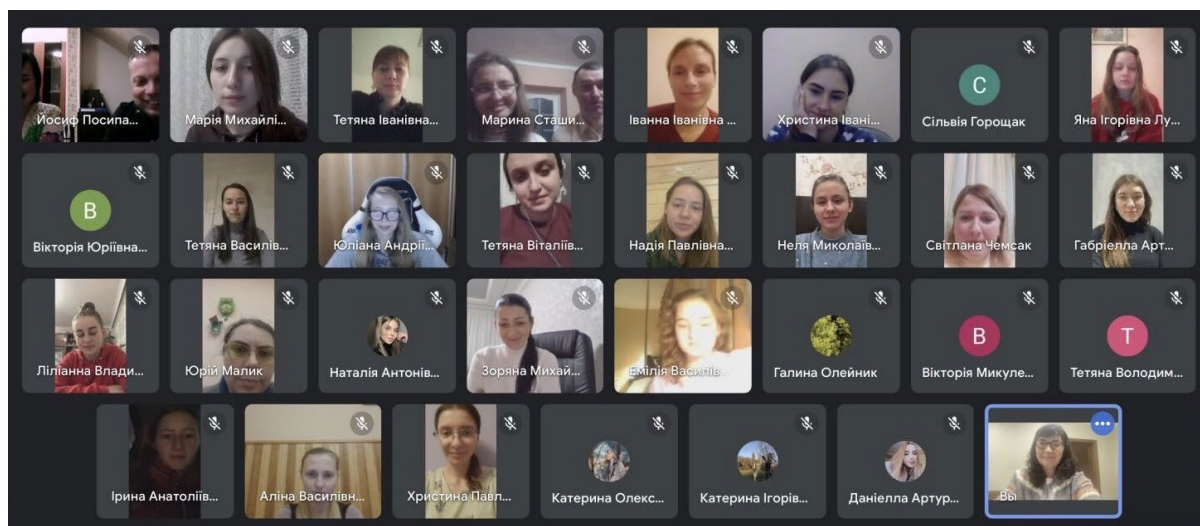 Йосиф Посипа...
Марія Михайлі...
Тетяна Іванівна...
Марина Сташи...
Іванна Іванівна ...
Христина Івані...
С
Сільвія Горощак
Яна Ігорівна Лу...
В
Вікторія Юріївна...
Тетяна Василів...
Юліана Андрії...
Тетяна Віталіїв...
Надія Павлівна...
Неля Миколаїв...
Світлана Чемсак
Габріелла Арт...
Ліліанна Влади...
Юрій Малик
Наталія Антонів...
Зоряна Михай...
Емілія Василів...
Галина Олейник
В
Вікторія Микуле...
Т
Тетяна Володим...
Ірина Анатоліїв...
Аліна Василівн...
Христина Павл...
Катерина Олекс...
Катерина Ігорів...
Даніелла Артур...
Вы